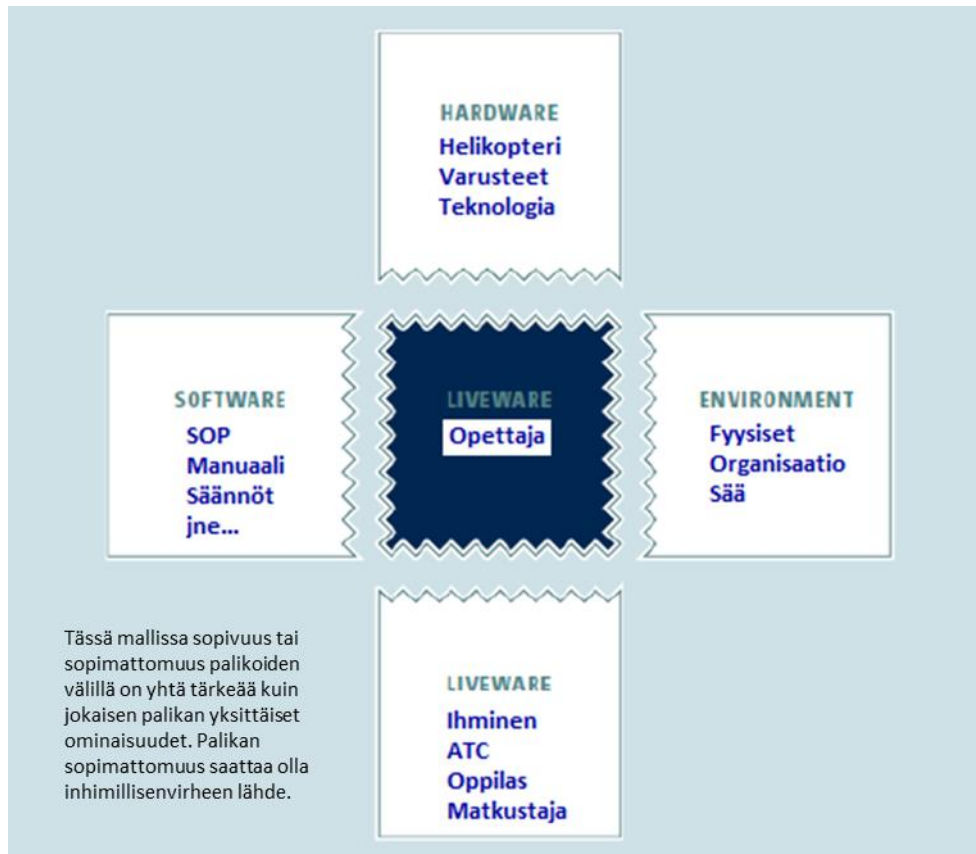 HARDWARE
Helikopteri
Varusteet
Teknologia
SOFTWARE
SOP
Manuaali
Säännöt
jne...
LIVEWARE
Opettaja
ENVIRONMENT
Fyysiset
Organisaatio
Sää
Tässä mallissa sopivuus tai
sopimattomuus palikoiden
välillä on yhtä tärkeää kuin
jokaisen palikan yksittäiset
ominaisuudet. Palikan
sopimattomuus saattaa olla
inhimillisenvirheen lähde.
LIVEWARE
Ihminen
ATC
Oppilas
Matkustaja